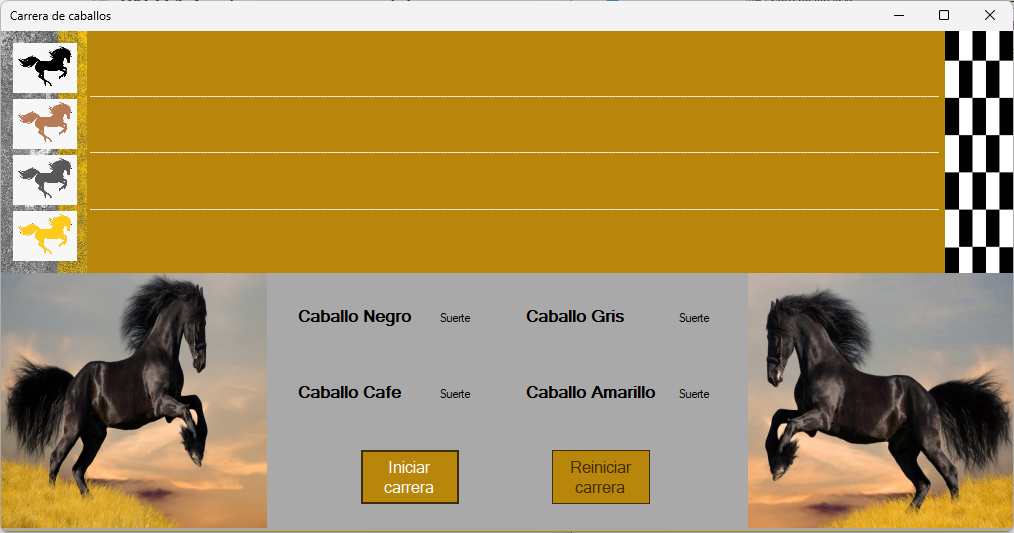 Carrera de caballos
Caballo Negro Suerte Caballo Gris Suerte
Caballo Cafe Suerte Caballo Amarillo Suerte
Iniciar
carrera
Reiniciar
carrera